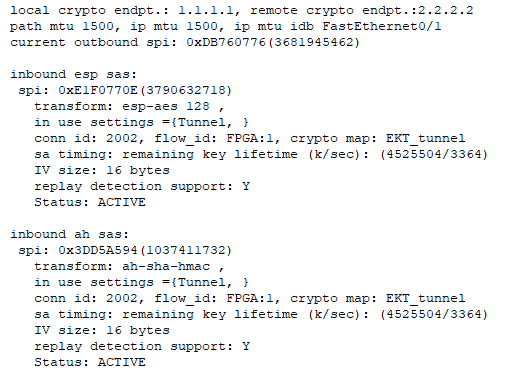 local crypto endpt.: 1.1.1.1, remote crypto endpt.:2.2.2.2
path mtu 1500, ip mtu 1500, ip mtu idb FastEthernet0/1
current outbound spi: 0xDB760776(3681945462)
inbound esp sas:
spi: 0xE1F0770E(3790632718)
transform: esp-aes 128 ,
in use settings ={Tunnel, }
conn id: 2002, flow_id: FPGA:1, crypto map: EKT_tunnel
sa timing: remaining key lifetime (k/sec): (4525504/3364)
IV size: 16 bytes
replay detection support: Y
Status: ACTIVE
inbound ah sas:
spi: 0x3DD5A594(1037411732)
transform: ah-sha-hmac ,
in use settings ={Tunnel, }
conn id: 2002, flow_id: FPGA:1, crypto map: EKT_tunnel
sa timing: remaining key lifetime (k/sec): (4525504/3364)
IV size: 16 bytes
replay detection support: Y
Status: ACTIVE